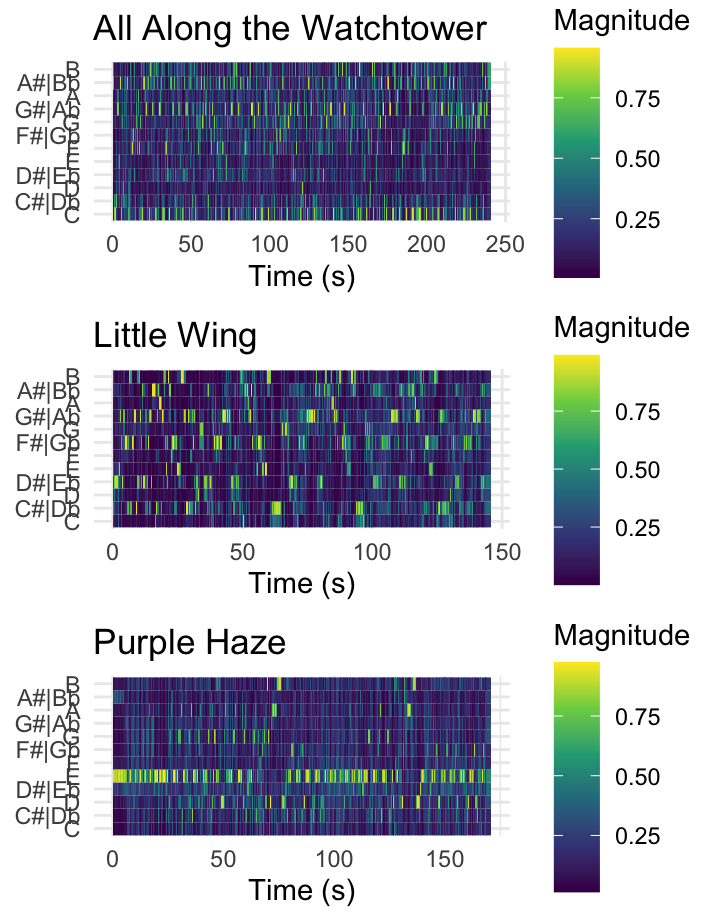 All Along the Watchtower
Magnitude
B
A#|Bb
A
G#|Ab
G
F#|Gb
F
E
D#|Eb
D
C#|Db
C
0 50 100 150 200 250
Time (s)
0.75
0.50
0.25
Little Wing
Magnitude
B
A#|Bb
A
G#|Ab
G
F#|Gb
F
E
D#|Eb
D
C#|Db
C
0 50 100 150
Time (s)
0.75
0.50
0.25
Purple Haze
Magnitude
B
A#|Bb
A
G#|Ab
G
F#|Gb
F
E
D#|Eb
D
C#|Db
C
0 50 100 150
Time (s)
0.75
0.50
0.25